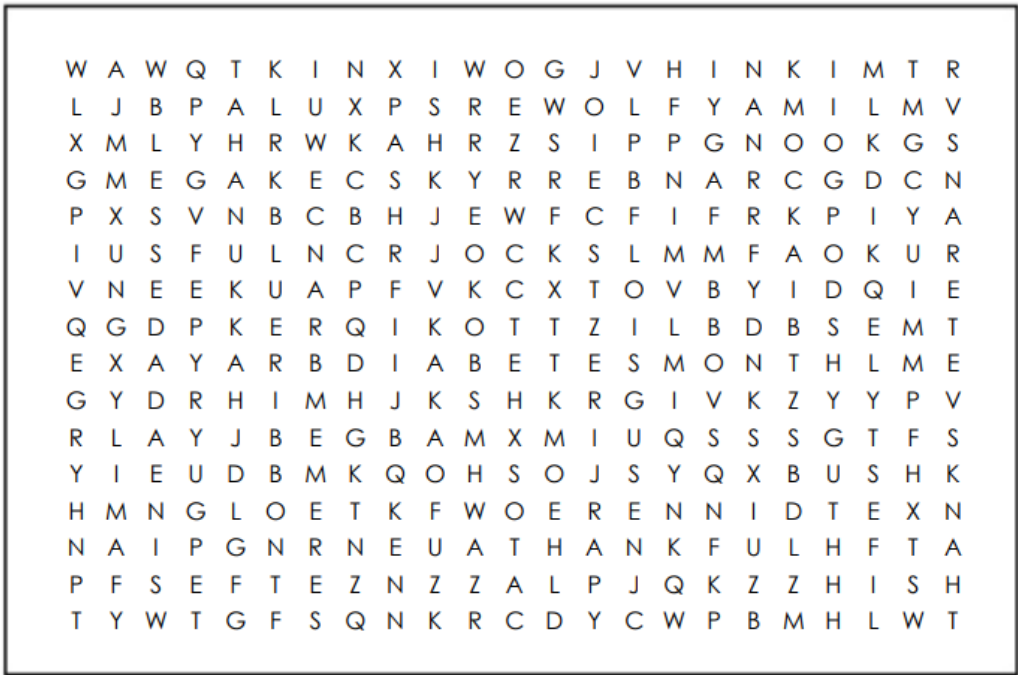 W A W Q T K I N X I W O G J V H I N K I M T R
L J B P A L U X P S R E W O L F Y A M I L M V
X M L Y H R W K A H R Z S I P P G N O O K G S
G M E G A K E C S K Y R R E B N A R C G D C N
P X S V N B C B H J E W F C F I F R K P I Y A
I U S F U L N C R J O C K S L M M F A O K U R
V N E E K U A P F V K C X T O V B Y I D Q I E
Q G D P K E R Q I K O T T Z I L B D B S E M T
E X A Y A R B D I A B E T E S M O N T H L M E
G Y D R H I M H J K S H K R G I V K Z Y Y P V
R L A Y J B E G B A M X M I U Q S S S G T F S
Y I E U D B M K Q O H S O J S Y Q X B U S H K
H M N G L O E T K F W O E R E N N I D T E X N
N A I P G N R N E U A T H A N K F U L H F T A
P F S E F T E Z N Z Z A L P J Q K Z Z H I S H
T Y W T G F S Q N K R C D Y C W P B M H L W T